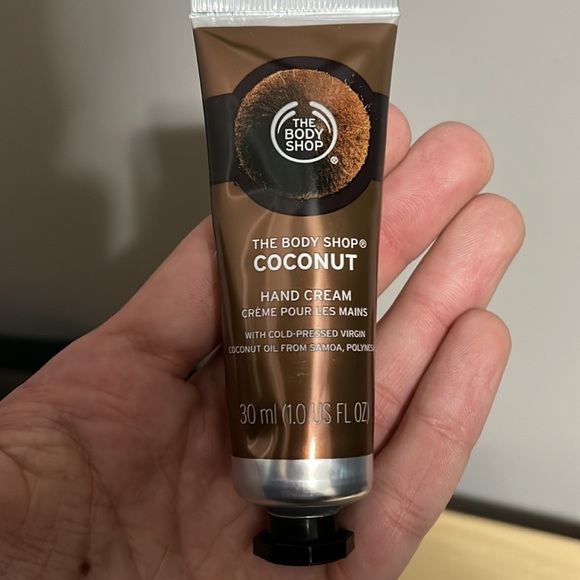 THE
BODY
SHOP
®
THE BODY SHOP®
COCONUT
HAND CREAM
CRÈME POUR LES MAINS
WITH COLD-PRESSED VIRGIN
COCONUT OIL FROM SAMOA, POLYNES
30 ml (1.0 US FL OZ)